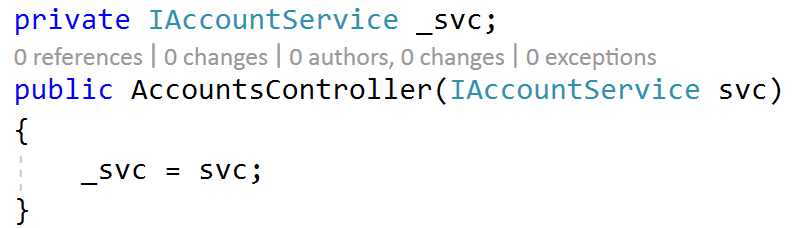 private IAccountService _svc;
0 references | 0 changes | 0 authors, 0 changes | 0 exceptions
public AccountsController(IAccountService svc)
{
_svc = svc;
}